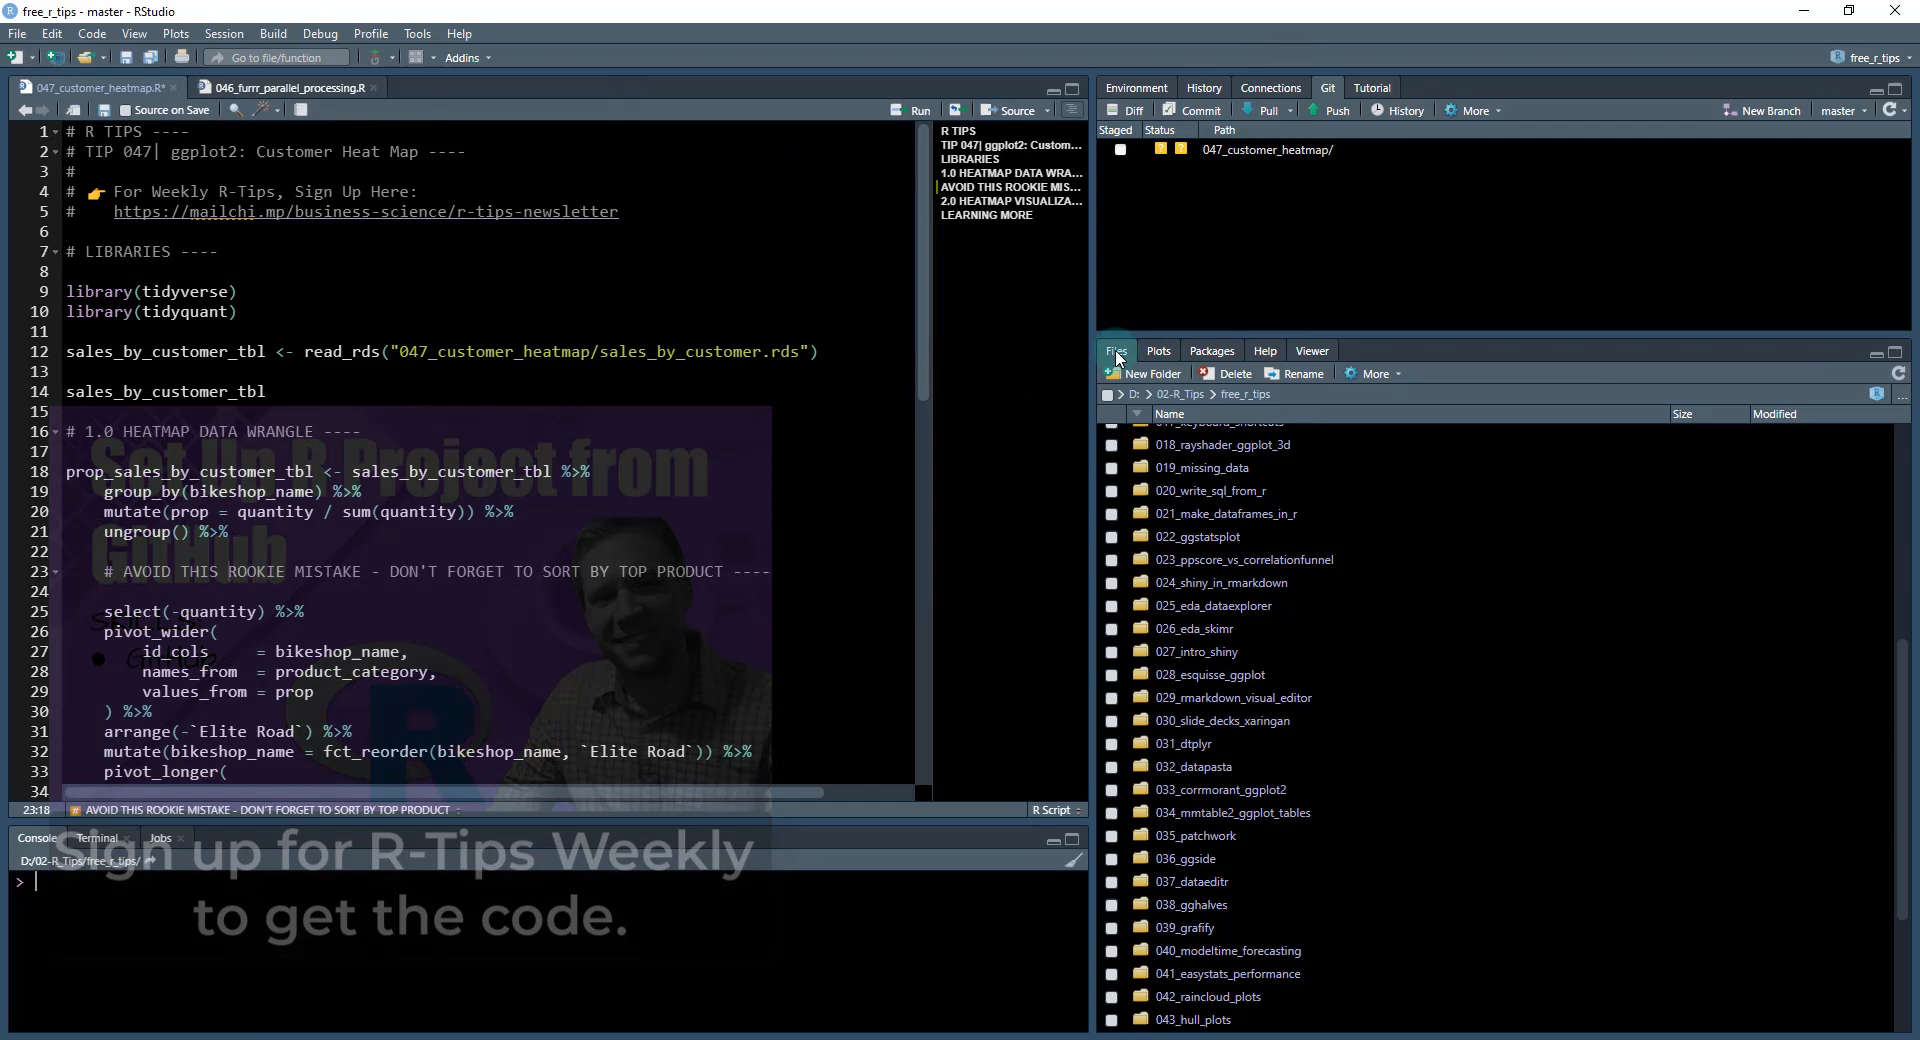 free_r_tips - master - RStudio
File Edit Code View Plots Session Build Debug Profile Tools Help
Go to file/function Addins free_r_tips
047_customer_heatmap.R* 046_furrr_parallel_processing.R
Source on Save Run Source
1 # R TIPS ----
2 # TIP 047| ggplot2: Customer Heat Map ----
3 #
4 # 👉 For Weekly R-Tips, Sign Up Here:
5 # https://mailchi.mp/business-science/r-tips-newsletter
6
7 # LIBRARIES ----
8
9 library(tidyverse)
10 library(tidyquant)
11
12 sales_by_customer_tbl <- read_rds("047_customer_heatmap/sales_by_customer.rds")
13
14 sales_by_customer_tbl
15
16 # 1.0 HEATMAP DATA WRANGLE ----
17
18 prop_sales_by_customer_tbl <- sales_by_customer_tbl %>%
19 group_by(bikeshop_name) %>%
20 mutate(prop = quantity / sum(quantity)) %>%
21 ungroup() %>%
22
23 # AVOID THIS ROOKIE MISTAKE - DON'T FORGET TO SORT BY TOP PRODUCT ----
24
25 select(-quantity) %>%
26 pivot_wider(
27 id_cols = bikeshop_name,
28 names_from = product_category,
29 values_from = prop
30 ) %>%
31 arrange(-`Elite Road`) %>%
32 mutate(bikeshop_name = fct_reorder(bikeshop_name, `Elite Road`)) %>%
33 pivot_longer(
34
R TIPS
TIP 047| ggplot2: Custom...
LIBRARIES
1.0 HEATMAP DATA WRA...
AVOID THIS ROOKIE MIS...
2.0 HEATMAP VISUALIZA...
LEARNING MORE
Set Up R Project from
GitHub
SKILLS
GitHub
23:18 AVOID THIS ROOKIE MISTAKE - DON'T FORGET TO SORT BY TOP PRODUCT R Script
Console Terminal Jobs
D:/02-R_Tips/free_r_tips/
>
Sign up for R-Tips Weekly
to get the code.
Environment History Connections Git Tutorial
Diff Commit Pull Push History More New Branch master
Staged Status Path
? ? 047_customer_heatmap/
Files Plots Packages Help Viewer
New Folder Delete Rename More
D: > 02-R_Tips > free_r_tips
Name Size Modified
018_rayshader_ggplot_3d
019_missing_data
020_write_sql_from_r
021_make_dataframes_in_r
022_ggstatsplot
023_ppscore_vs_correlationfunnel
024_shiny_in_rmarkdown
025_eda_dataexplorer
026_eda_skimr
027_intro_shiny
028_esquisse_ggplot
029_rmarkdown_visual_editor
030_slide_decks_xaringan
031_dtplyr
032_datapasta
033_corrmorant_ggplot2
034_mmtable2_ggplot_tables
035_patchwork
036_ggside
037_dataeditr
038_gghalves
039_grafify
040_modeltime_forecasting
041_easystats_performance
042_raincloud_plots
043_hull_plots